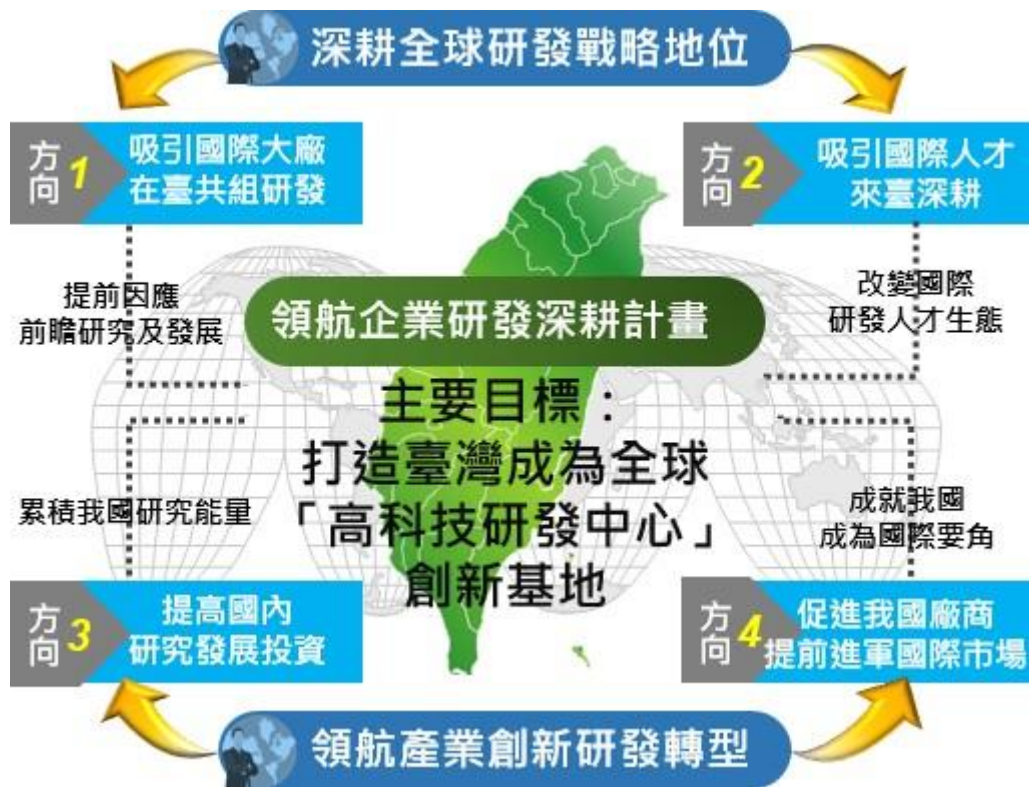 深耕全球研發戰略地位
方向1
吸引國際大廠
在臺共組研發
方向2
吸引國際人才
來臺深耕
提前因應
前瞻研究及發展
改變國際
研發人才生態
領航企業研發深耕計畫
主要目標：
打造臺灣成為全球
「高科技研發中心」
創新基地
累積我國研究能量
成就我國
成為國際要角
方向3
提高國內
研究發展投資
方向4
促進我國廠商
提前進軍國際市場
領航產業創新研發轉型